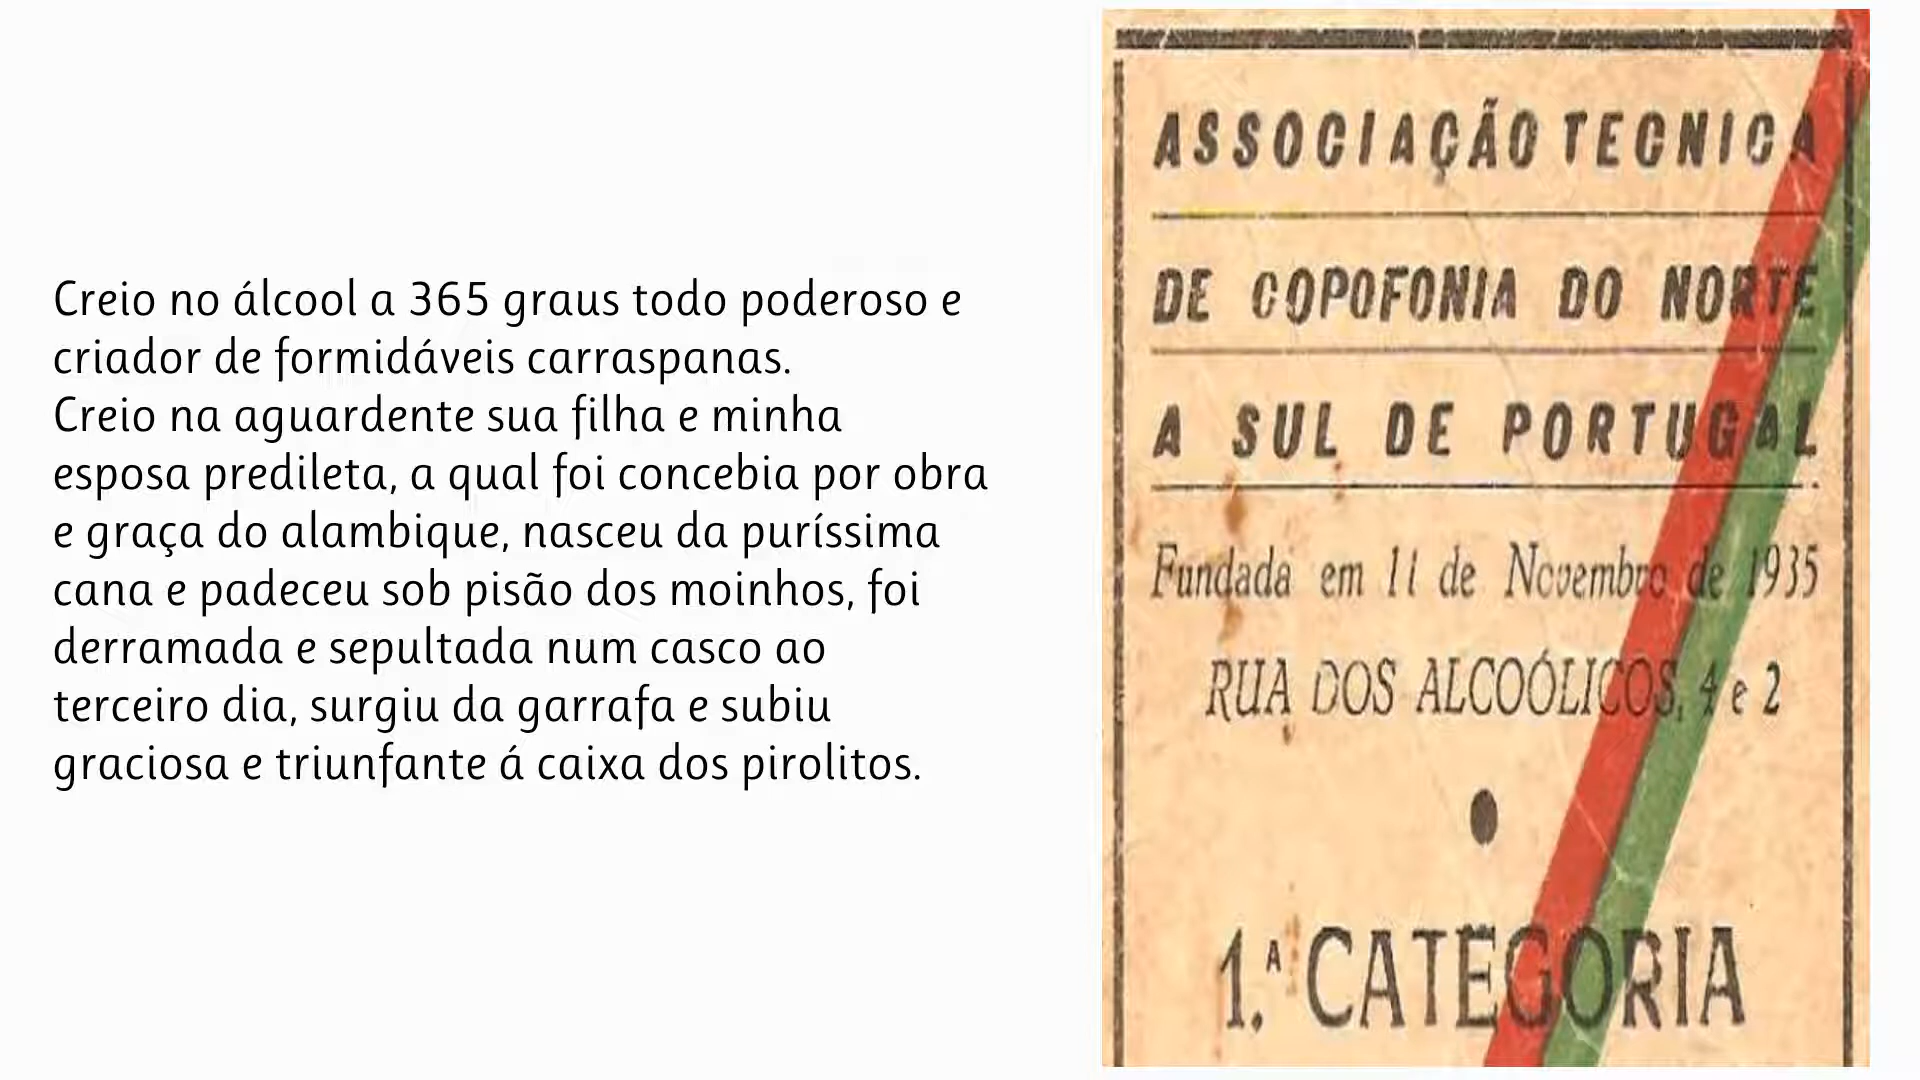 Creio no álcool a 365 graus todo poderoso e
criador de formidáveis carraspanas.
Creio na aguardente sua filha e minha
esposa predileta, a qual foi concebia por obra
e graça do alambique, nasceu da puríssima
cana e padeceu sob pisão dos moinhos, foi
derramada e sepultada num casco ao
terceiro dia, surgiu da garrafa e subiu
graciosa e triunfante á caixa dos pirolitos.
ASSOCIAÇÃO TECNICA
DE COPOFONIA DO NORTE
A SUL DE PORTUGAL
Fundada em 11 de Novembro de 1935
RUA DOS ALCOÓLICOS, 4 e 2
1.ª CATEGORIA